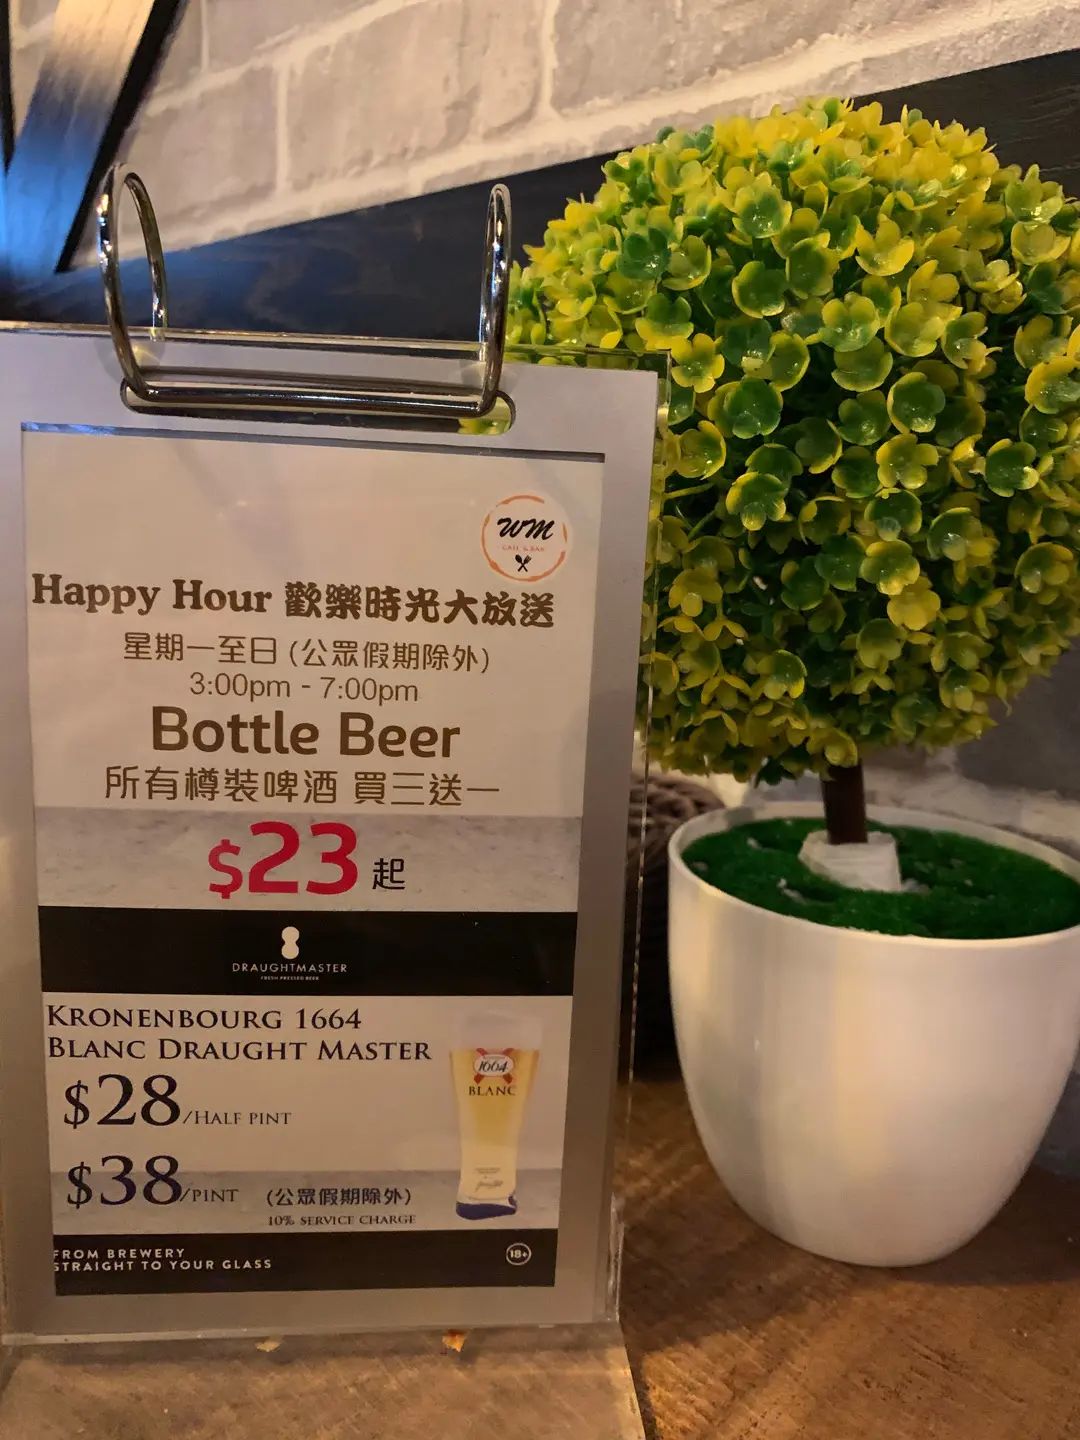 WM
CAFE & BAR
Happy Hour 歡樂時光大放送
星期一至日 (公眾假期除外)
3:00pm - 7:00pm
Bottle Beer
所有樽裝啤酒 買三送一
$23 起
DRAUGHTMASTER
FRESH PRESSED BEER
KRONENBOURG 1664
BLANC DRAUGHT MASTER
1664
BLANC
$28/HALF PINT
$38/PINT (公眾假期除外)
10% SERVICE CHARGE
FROM BREWERY
STRAIGHT TO YOUR GLASS
18+